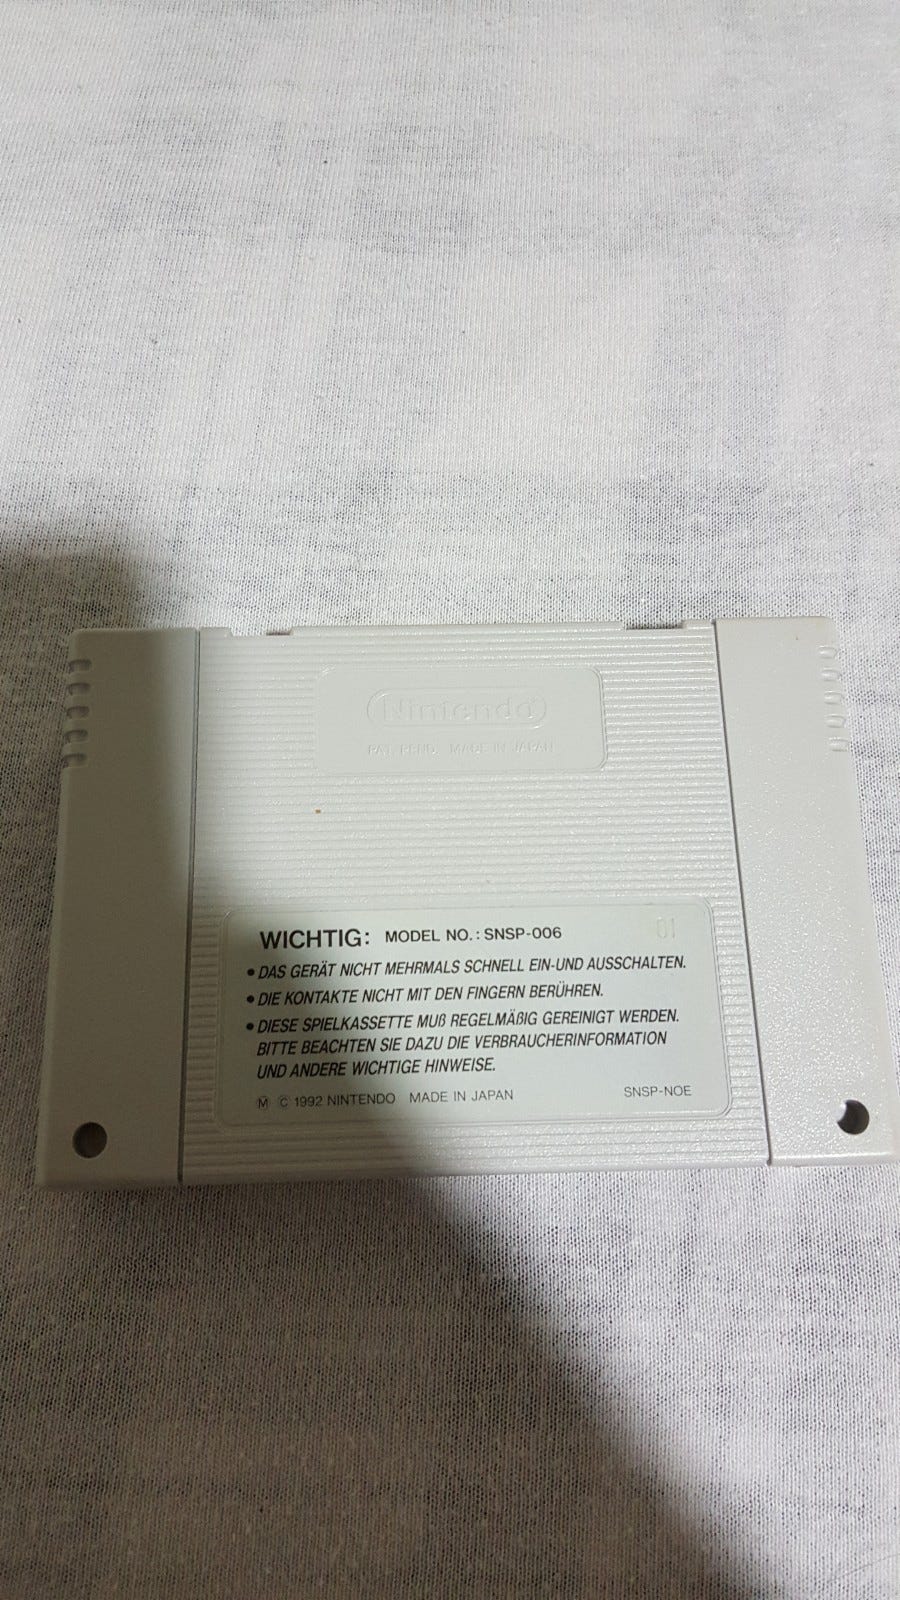 Nintendo®
PAT. PEND. MADE IN JAPAN
01
WICHTIG: MODEL NO.: SNSP-006
• DAS GERÄT NICHT MEHRMALS SCHNELL EIN-UND AUSSCHALTEN.
• DIE KONTAKTE NICHT MIT DEN FINGERN BERÜHREN.
• DIESE SPIELKASSETTE MUß REGELMÄßIG GEREINIGT WERDEN.
BITTE BEACHTEN SIE DAZU DIE VERBRAUCHERINFORMATION
UND ANDERE WICHTIGE HINWEISE.
Ⓜ © 1992 NINTENDO MADE IN JAPAN SNSP-NOE